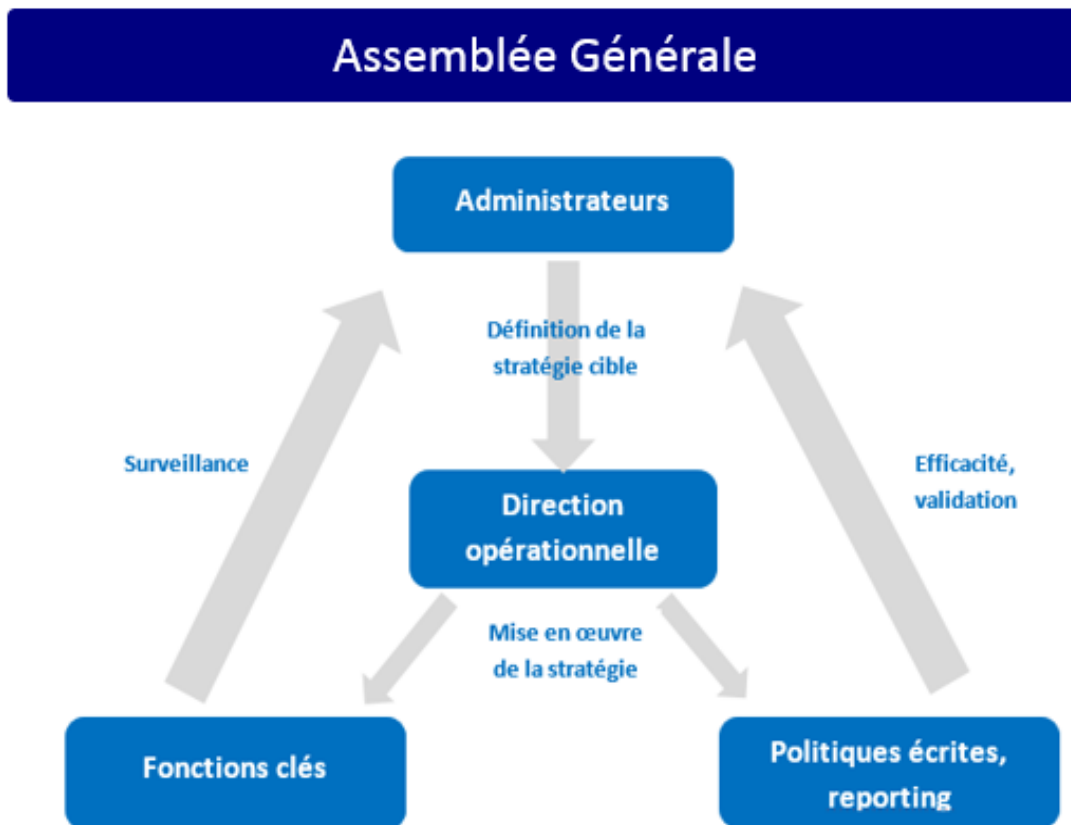 Assemblée Générale
Administrateurs
Définition de la
stratégie cible
Surveillance
Efficacité,
validation
Direction
opérationnelle
Mise en œuvre
de la stratégie
Fonctions clés
Politiques écrites,
reporting